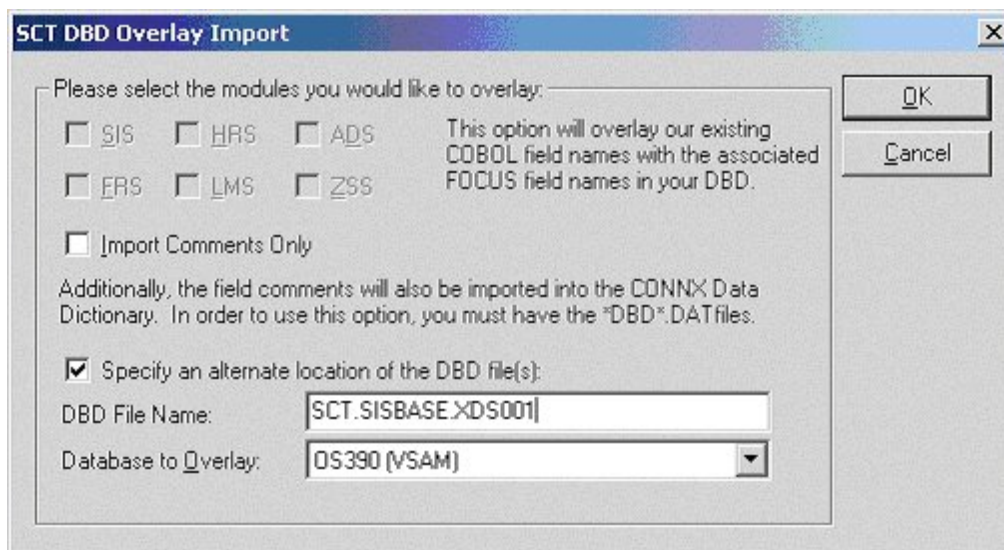 SCT DBD Overlay Import
Please select the modules you would like to overlay:
SIS HRS ADS
FRS LMS ZSS
This option will overlay our existing
COBOL field names with the associated
FOCUS field names in your DBD.
Import Comments Only
Additionally, the field comments will also be imported into the CONNX Data
Dictionary. In order to use this option, you must have the *DBD*.DAT files.
Specify an alternate location of the DBD file(s):
DBD File Name: SCT.SISBASE.XDS001
Database to Overlay: OS390 (VSAM)
OK
Cancel